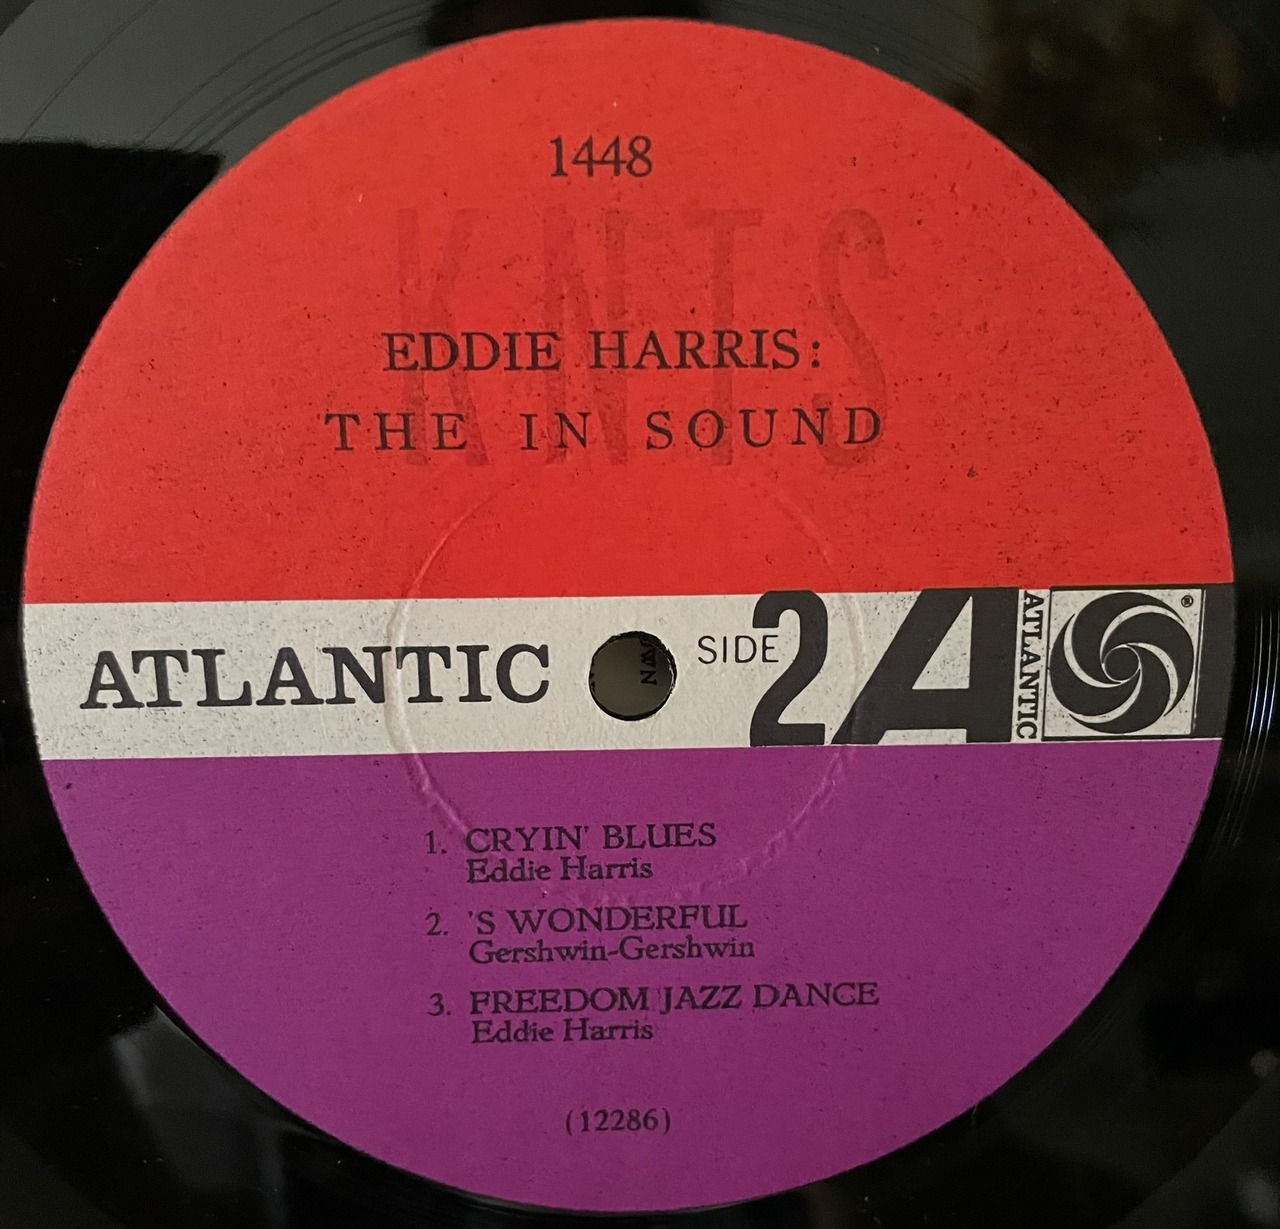 1448
KNTS
EDDIE HARRIS:
THE IN SOUND
ATLANTIC
SIDE 2
A
ATLANTIC
®
1. CRYIN' BLUES
Eddie Harris
2. 'S WONDERFUL
Gershwin-Gershwin
3. FREEDOM JAZZ DANCE
Eddie Harris
(12286)